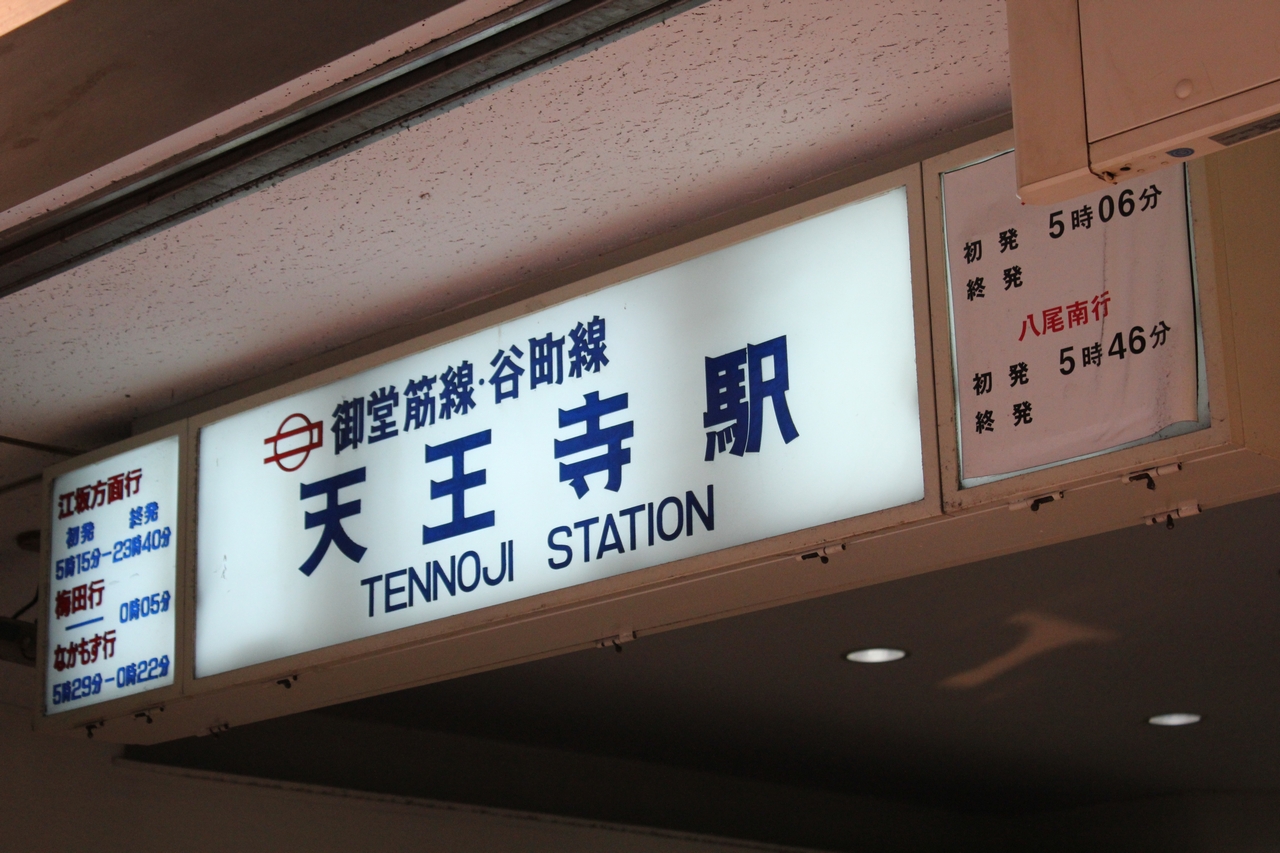 江坂方面行
初発 終発
5時15分-23時40分
梅田行
— 0時05分
なかもず行
5時29分-0時22分
御堂筋線·谷町線
天王寺駅
TENNOJI STATION
初発 5時06分
終発
八尾南行
初発 5時46分
終発